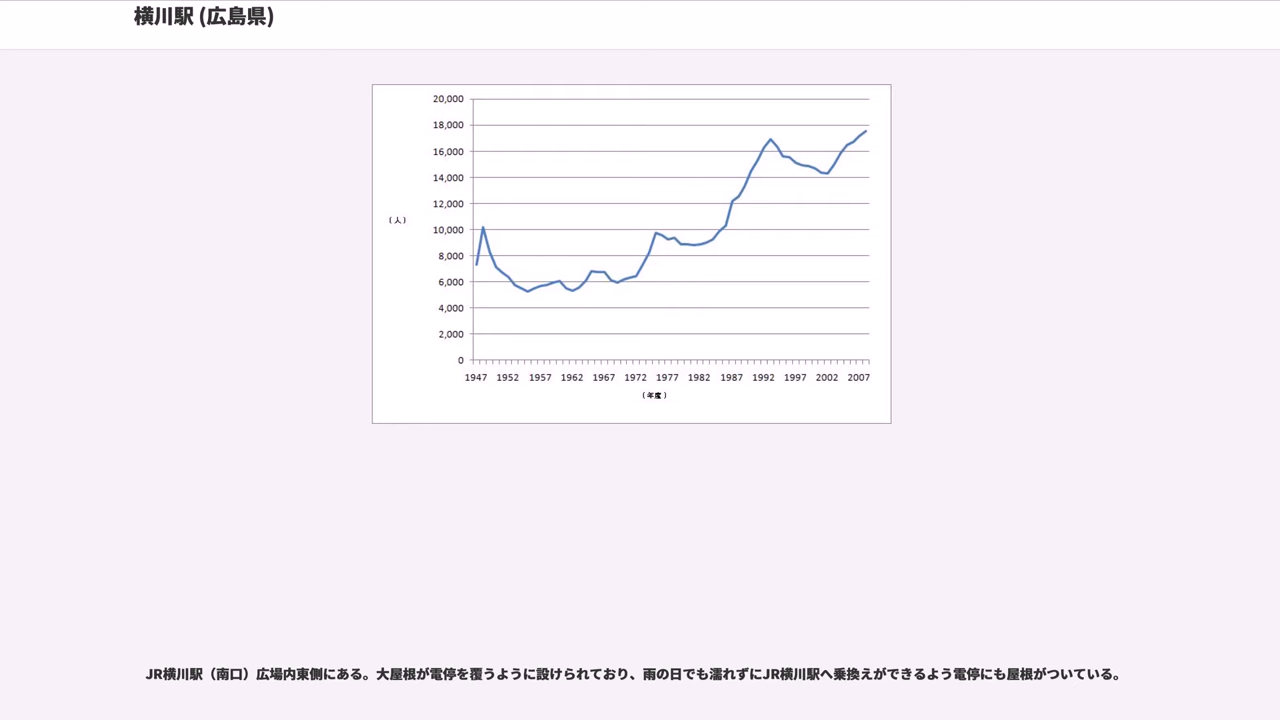 横川駅 (広島県)
20,000
18,000
16,000
14,000
12,000
10,000
8,000
6,000
4,000
2,000
0
（人）
1947 1952 1957 1962 1967 1972 1977 1982 1987 1992 1997 2002 2007
（年度）
JR横川駅（南口）広場内東側にある。大屋根が電停を覆うように設けられており、雨の日でも濡れずにJR横川駅へ乗換えができるよう電停にも屋根がついている。